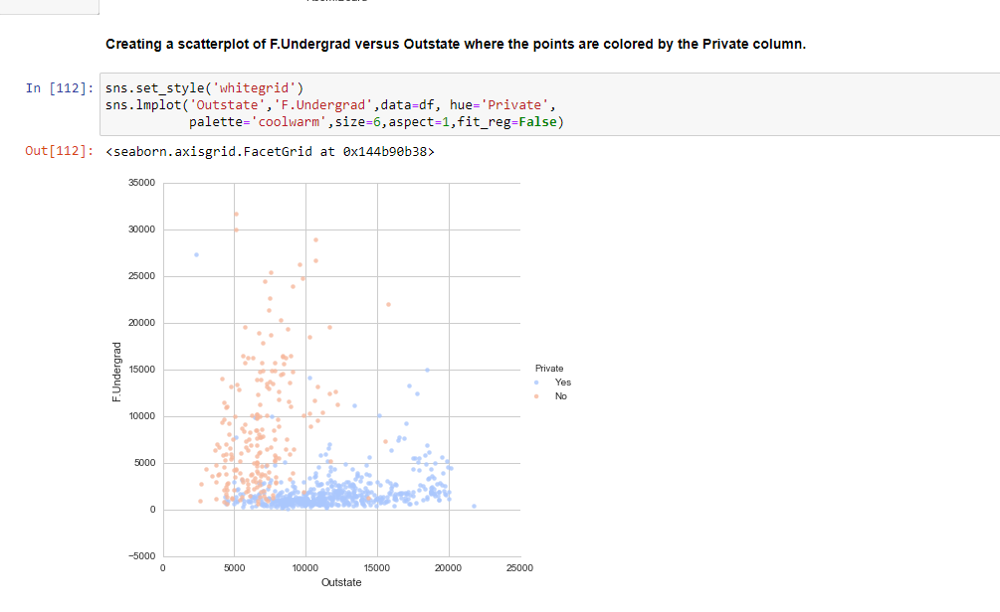 Creating a scatterplot of F.Undergrad versus Outstate where the points are colored by the Private column.
In [112]: sns.set_style('whitegrid')
sns.lmplot('Outstate','F.Undergrad',data=df, hue='Private',
palette='coolwarm',size=6,aspect=1,fit_reg=False)
Out[112]: <seaborn.axisgrid.FacetGrid at 0x144b90b38>
35000
30000
25000
20000
15000
10000
5000
0
−5000
F.Undergrad
0 5000 10000 15000 20000 25000
Outstate
Private
Yes
No